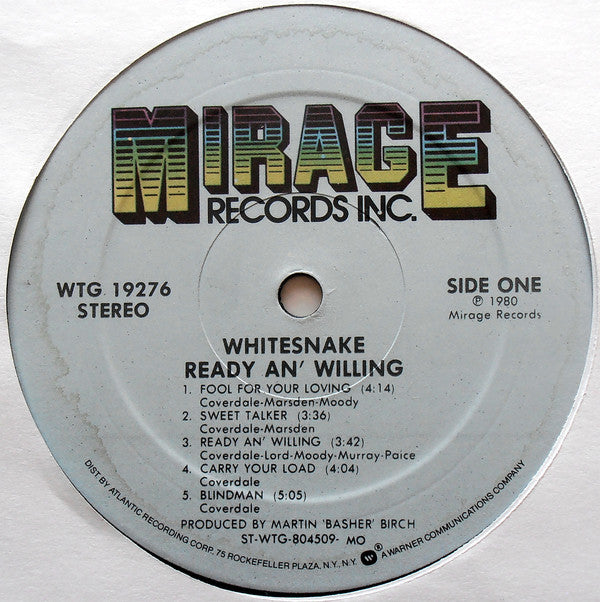 MIRAGE
RECORDS INC.
WTG 19276
STEREO
SIDE ONE
℗ 1980
Mirage Records
WHITESNAKE
READY AN' WILLING
1. FOOL FOR YOUR LOVING (4:14)
Coverdale-Marsden-Moody
2. SWEET TALKER (3:36)
Coverdale-Marsden
3. READY AN' WILLING (3:42)
Coverdale-Lord-Moody-Murray-Paice
4. CARRY YOUR LOAD (4:04)
Coverdale
5. BLINDMAN (5:05)
Coverdale
PRODUCED BY MARTIN 'BASHER' BIRCH
ST-WTG-804509- MO
DIST. BY ATLANTIC RECORDING CORP. 75 ROCKEFELLER PLAZA, N.Y., N.Y. ® A WARNER COMMUNICATIONS COMPANY